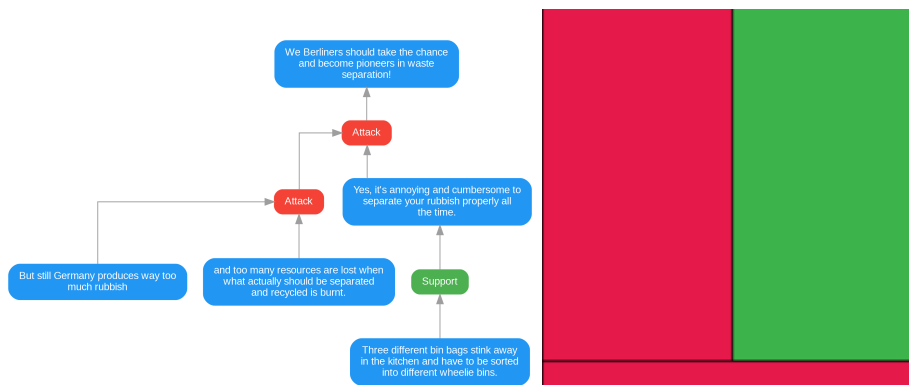 We Berliners should take the chance
and become pioneers in waste
separation!
Attack
Attack
Yes, it's annoying and cumbersome to
separate your rubbish properly all
the time.
But still Germany produces way too
much rubbish
and too many resources are lost when
what actually should be separated
and recycled is burnt.
Support
Three different bin bags stink away
in the kitchen and have to be sorted
into different wheelie bins.